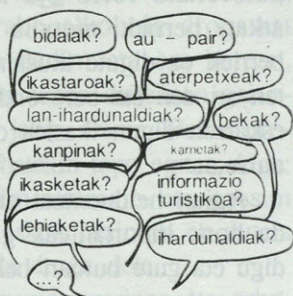 bidaiak?
au – pair?
ikastaroak?
aterpetxeak?
lan-ihardunaldiak?
bekak?
kanpinak?
karnetak?
ikasketak?
informazio
turistikoa?
lehiaketak?
ihardunaldiak?
...?